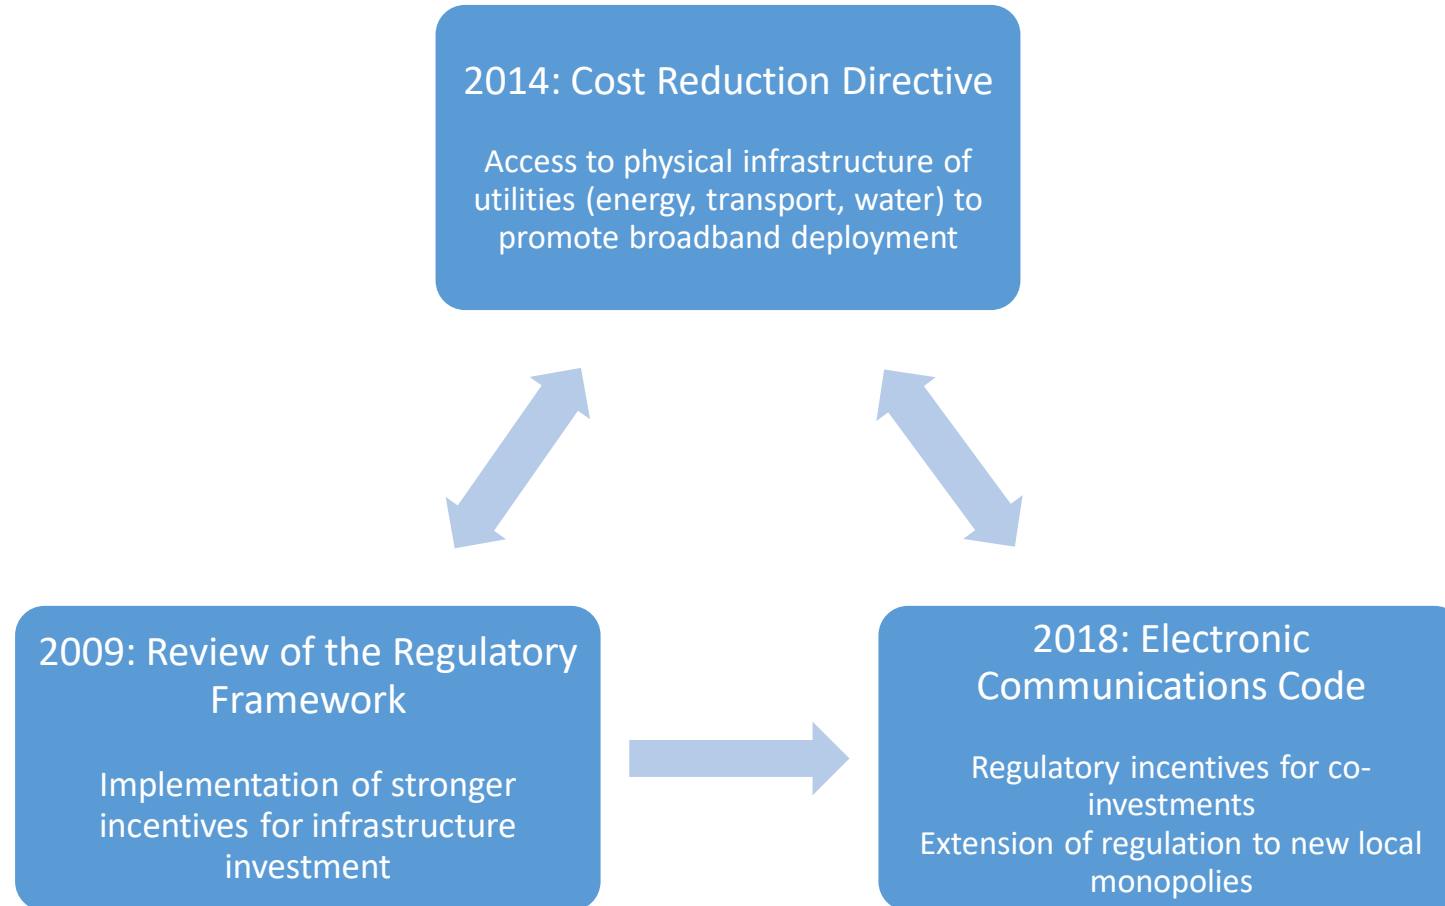 2014: Cost Reduction Directive
Access to physical infrastructure of
utilities (energy, transport, water) to
promote broadband deployment
2009: Review of the Regulatory
Framework
Implementation of stronger
incentives for infrastructure
investment
2018: Electronic
Communications Code
Regulatory incentives for co-
investments
Extension of regulation to new local
monopolies